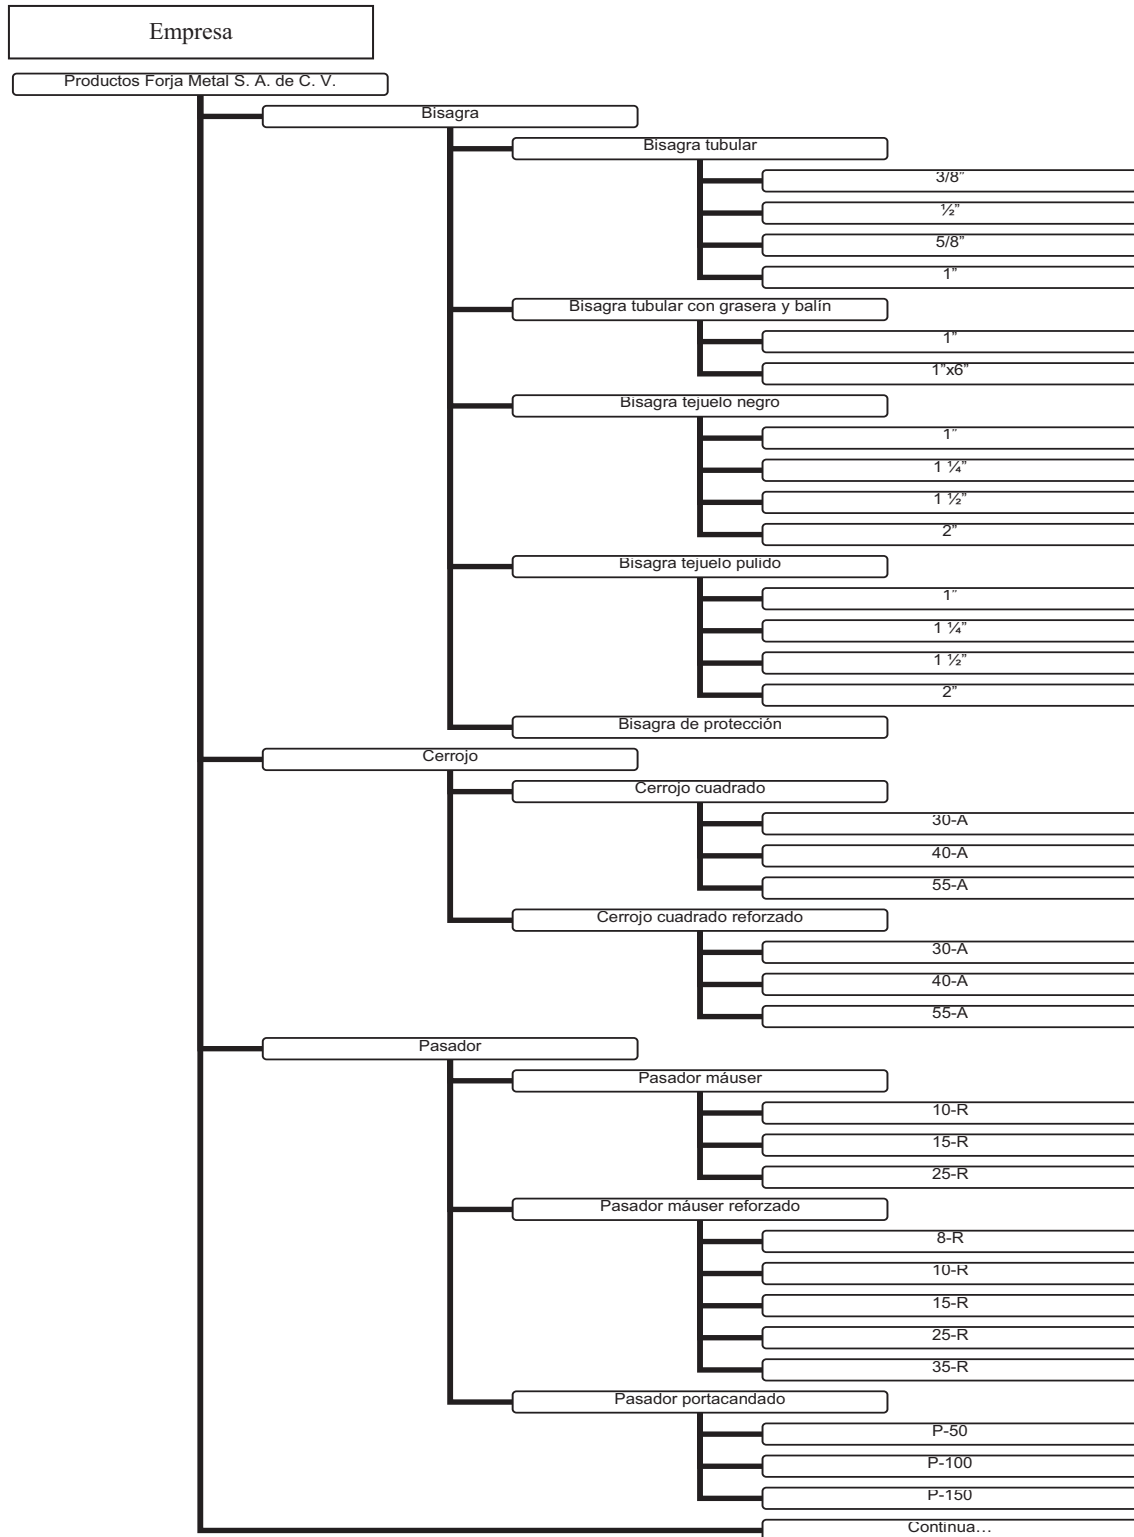 Empresa
Productos Forja Metal S. A. de C. V.
Bisagra
Bisagra tubular
3/8”
½”
5/8”
1”
Bisagra tubular con grasera y balín
1”
1”x6”
Bisagra tejuelo negro
1”
1 ¼”
1 ½”
2”
Bisagra tejuelo pulido
1”
1 ¼”
1 ½”
2”
Bisagra de protección
Cerrojo
Cerrojo cuadrado
30-A
40-A
55-A
Cerrojo cuadrado reforzado
30-A
40-A
55-A
Pasador
Pasador máuser
10-R
15-R
25-R
Pasador máuser reforzado
8-R
10-R
15-R
25-R
35-R
Pasador portacandado
P-50
P-100
P-150
Continua…